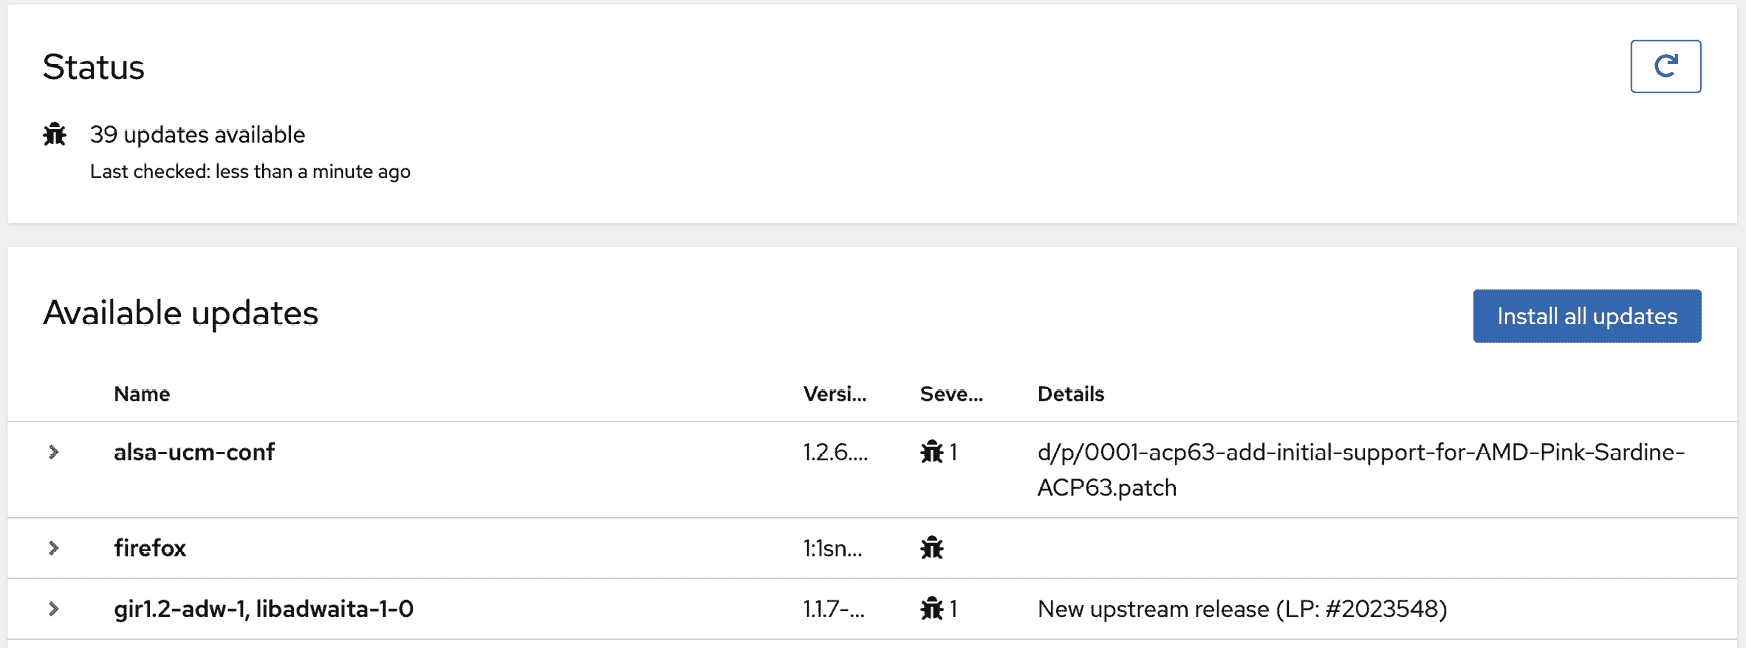 Status
39 updates available
Last checked: less than a minute ago
Available updates
Install all updates
Name Versi... Seve... Details
alsa-ucm-conf 1.2.6.... 1 d/p/0001-acp63-add-initial-support-for-AMD-Pink-Sardine-
ACP63.patch
firefox 1:1sn...
gir1.2-adw-1, libadwaita-1-0 1.1.7-... 1 New upstream release (LP: #2023548)